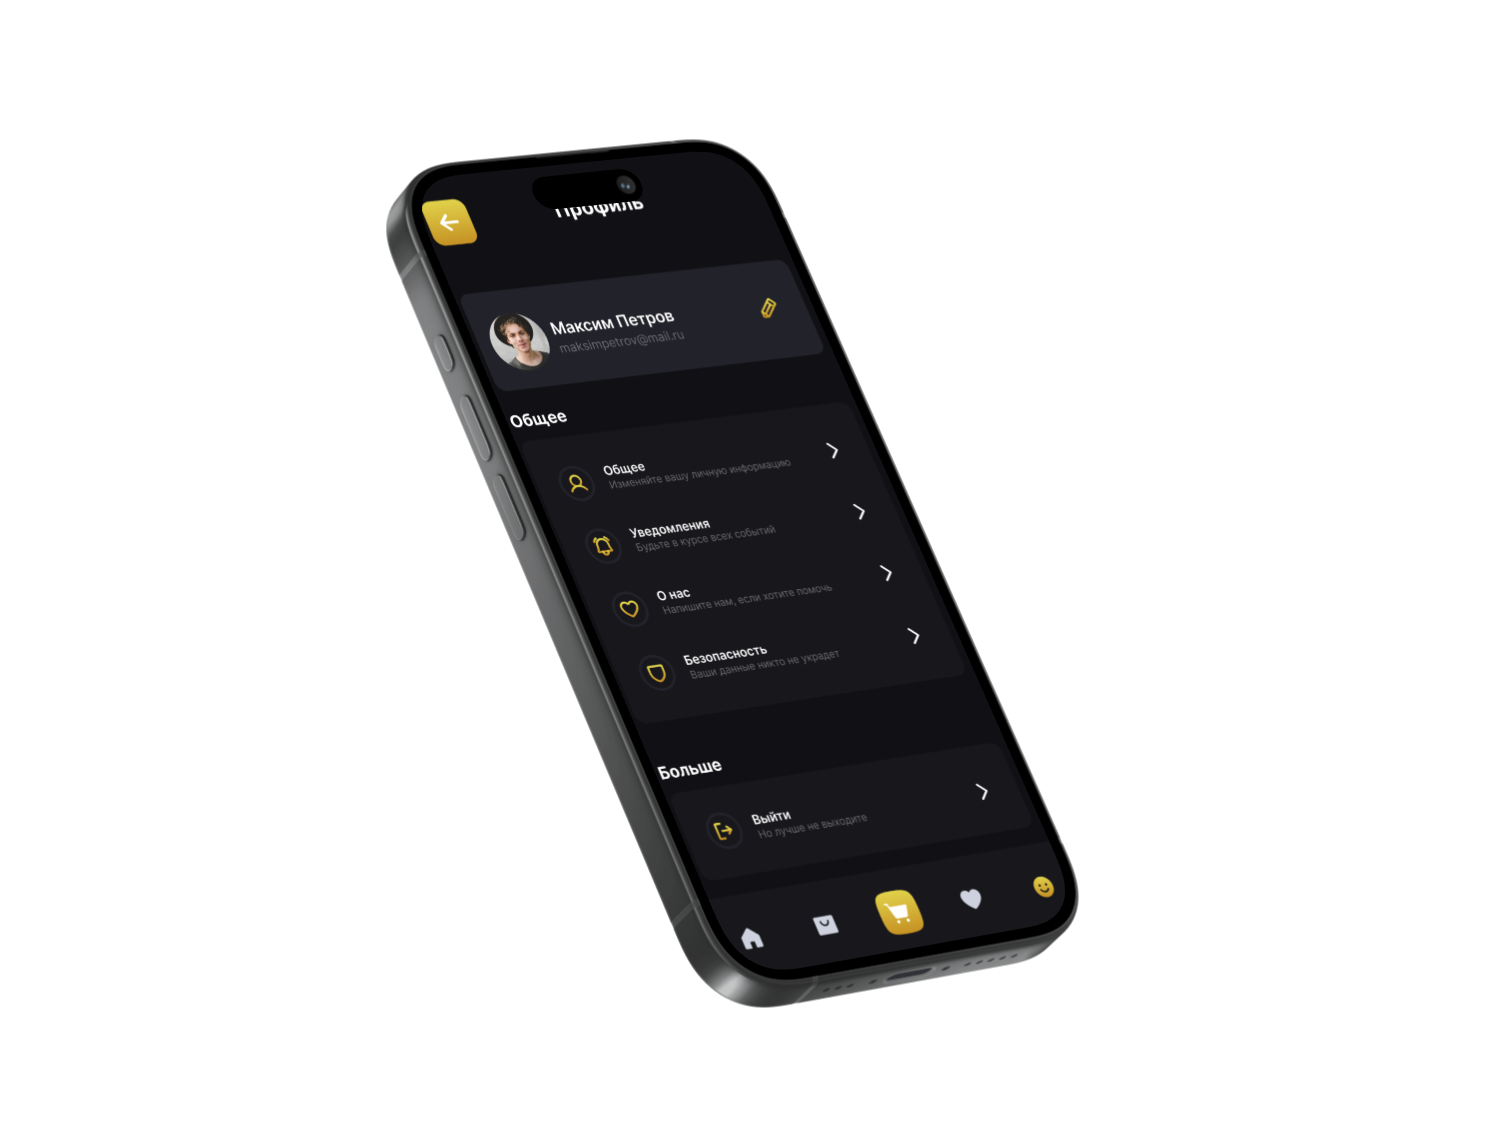 Профиль
Максим Петров
maksimpetrov@mail.ru
Общее
Общее
Изменяйте вашу личную информацию
Уведомления
Будьте в курсе всех событий
О нас
Напишите нам, если хотите помочь
Безопасность
Ваши данные никто не украдет
Больше
Выйти
Но лучше не выходите